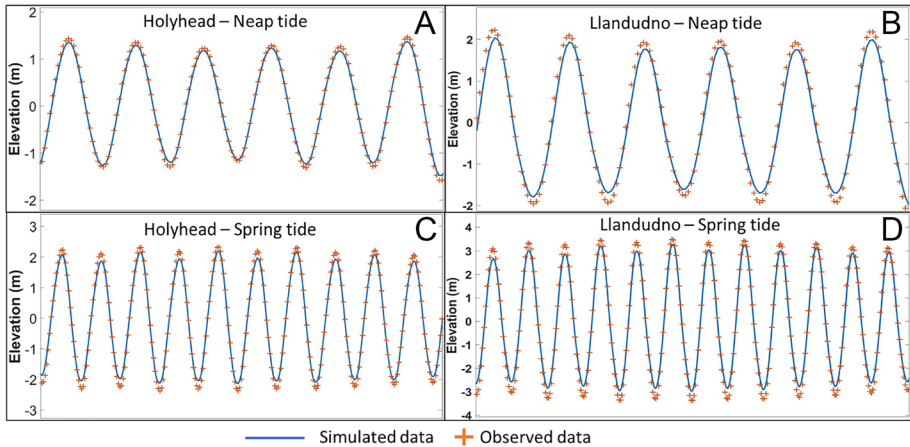 Holyhead – Neap tide
A
Elevation (m)
2
1
0
-1
-2
Llandudno – Neap tide
B
Elevation (m)
2
1
0
-1
-2
Holyhead – Spring tide
C
Elevation (m)
3
2
1
0
-1
-2
-3
Llandudno – Spring tide
D
Elevation (m)
4
3
2
1
0
-1
-2
-3
-4
Simulated data
Observed data